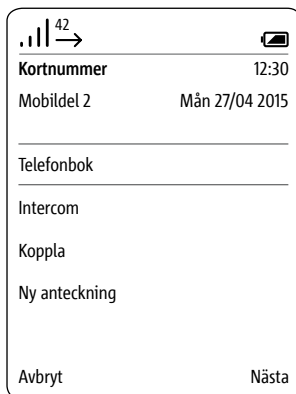 42
Kortnummer 12:30
Mobildel 2 Mån 27/04 2015
Telefonbok
Intercom
Koppla
Ny anteckning
Avbryt Nästa